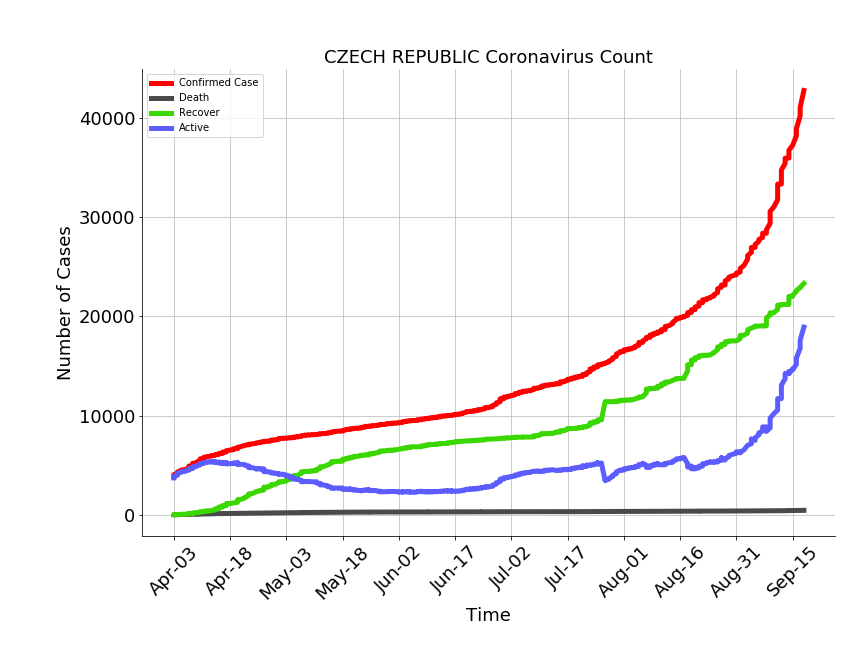 CZECH REPUBLIC Coronavirus Count
Confirmed Case
Death
Recover
Active
Number of Cases
40000
30000
20000
10000
0
Apr-03
Apr-18
May-03
May-18
Jun-02
Jun-17
Jul-02
Jul-17
Aug-01
Aug-16
Aug-31
Sep-15
Time